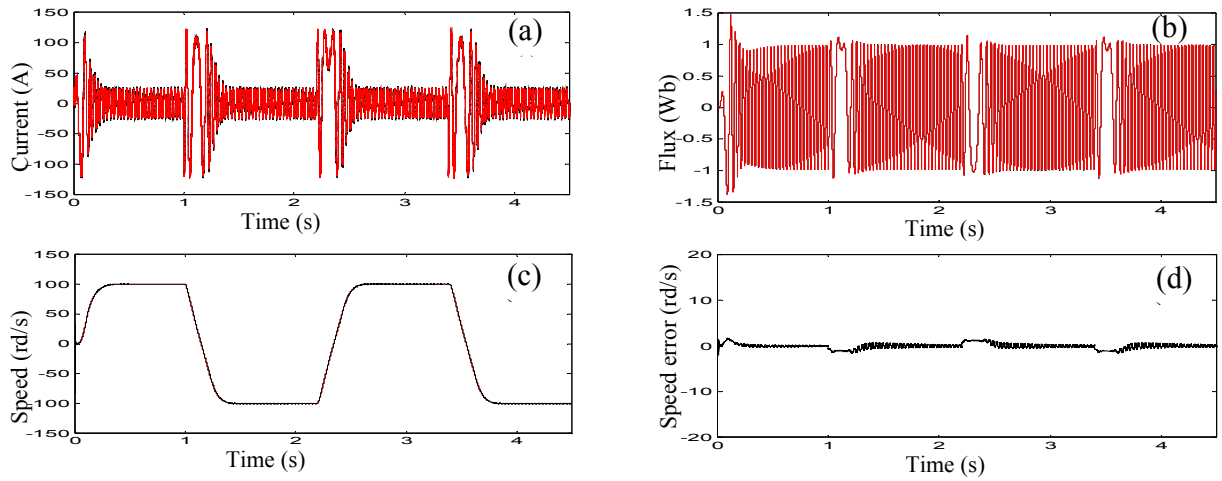 (a)
150
100
50
0
-50
-100
-150
0 1 2 3 4
Current (A)
Time (s)
(b)
1.5
1
0.5
0
-0.5
-1
-1.5
0 1 2 3 4
Flux (Wb)
Time (s)
(c)
150
100
50
0
-50
-100
-150
0 1 2 3 4
Speed (rd/s)
Time (s)
(d)
20
10
0
-10
-20
0 1 2 3 4
Speed error (rd/s)
Time (s)